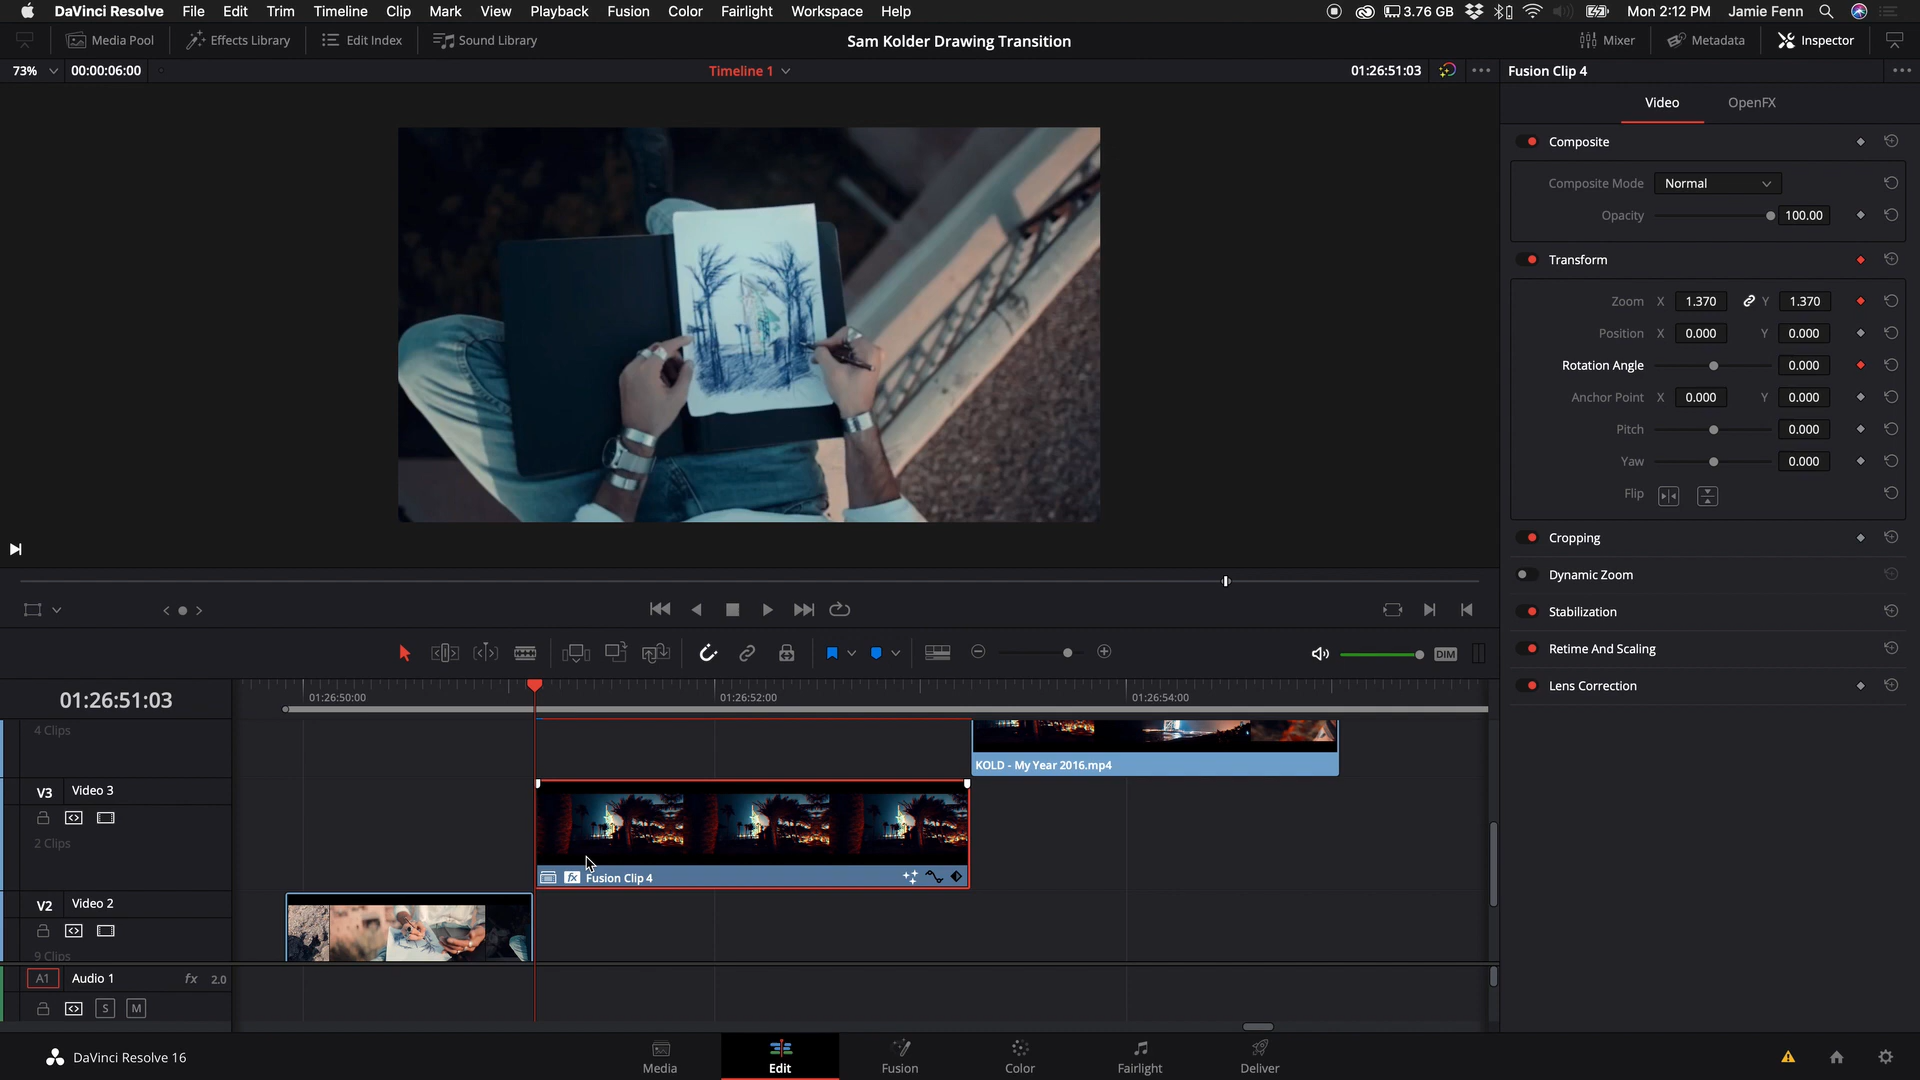 DaVinci Resolve File Edit Trim Timeline Clip Mark View Playback Fusion Color Fairlight Workspace Help 3.76 GB Mon 2:12 PM Jamie Fenn
Media Pool Effects Library Edit Index Sound Library Sam Kolder Drawing Transition Mixer Metadata Inspector
73% 00:00:06:00 Timeline 1 01:26:51:03 Fusion Clip 4
Video OpenFX
Composite
Composite Mode Normal
Opacity 100.00
Transform
Zoom X 1.370 Y 1.370
Position X 0.000 Y 0.000
Rotation Angle 0.000
Anchor Point X 0.000 Y 0.000
Pitch 0.000
Yaw 0.000
Flip
Cropping
Dynamic Zoom
Stabilization
Retime And Scaling
Lens Correction
DIM
01:26:51:03 01:26:50:00 01:26:52:00 01:26:54:00
4 Clips
KOLD - My Year 2016.mp4
V3 Video 3
2 Clips
fx Fusion Clip 4
V2 Video 2
9 Clips
A1 Audio 1 fx 2.0
S M
DaVinci Resolve 16 Media Edit Fusion Color Fairlight Deliver